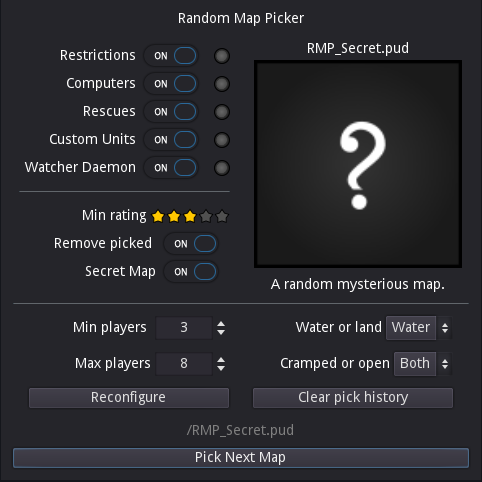 Random Map Picker
Restrictions ON
Computers ON
Rescues ON
Custom Units ON
Watcher Daemon ON
Min rating
Remove picked ON
Secret Map ON
RMP_Secret.pud
?
A random mysterious map.
Min players 3 Water or land Water
Max players 8 Cramped or open Both
Reconfigure Clear pick history
/RMP_Secret.pud
Pick Next Map